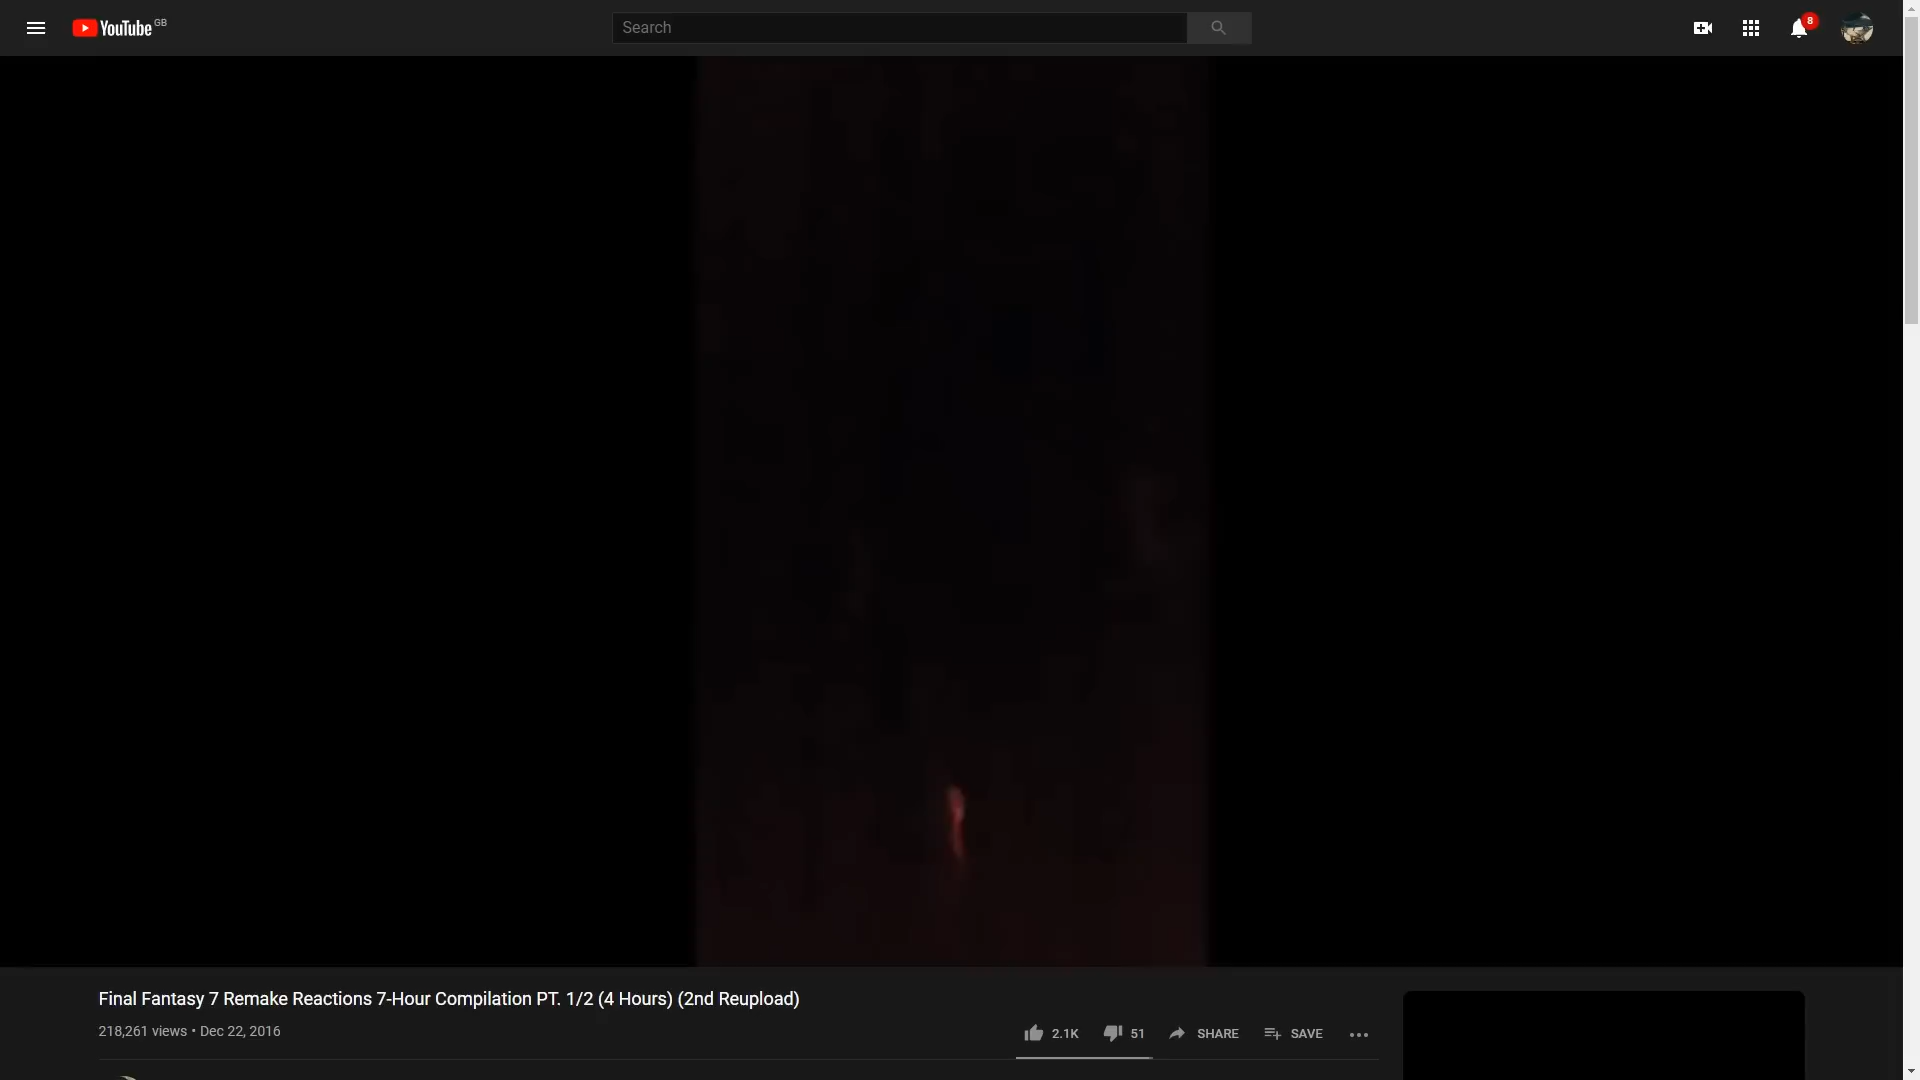 YouTube GB
Search
8
Final Fantasy 7 Remake Reactions 7-Hour Compilation PT. 1/2 (4 Hours) (2nd Reupload)
218,261 views • Dec 22, 2016
2.1K 51 SHARE SAVE